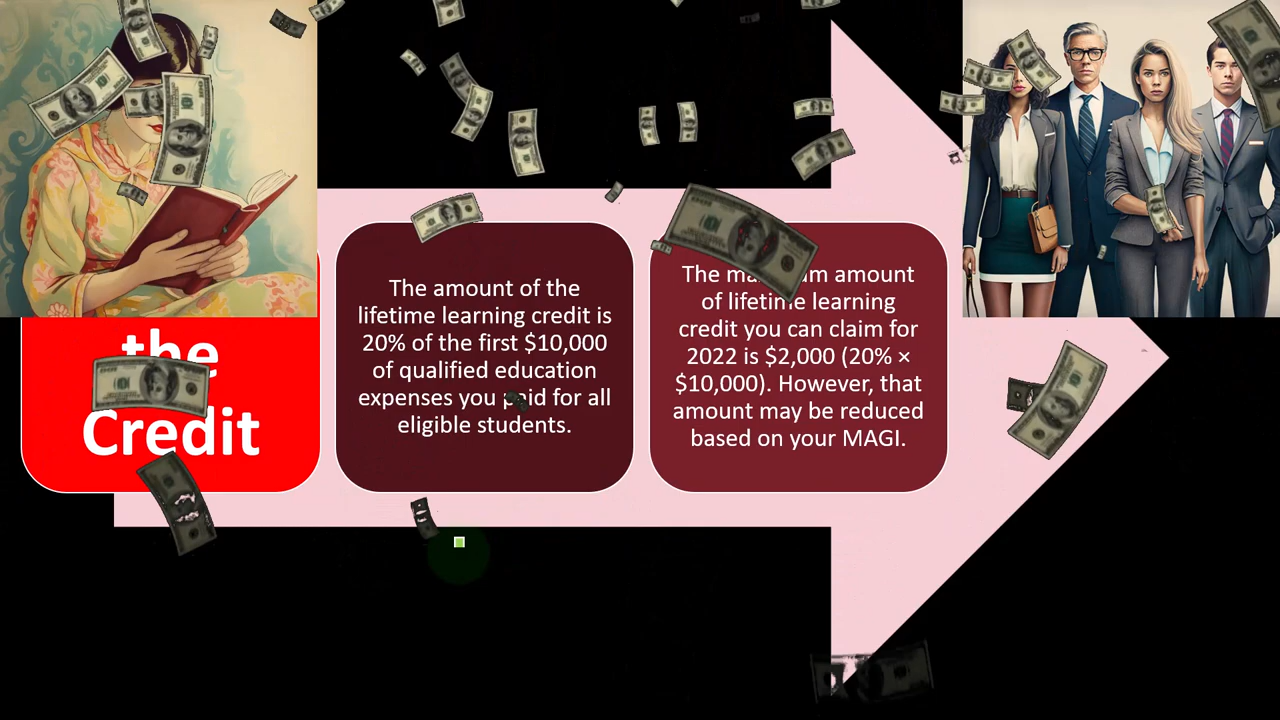 the
Credit
The amount of the
lifetime learning credit is
20% of the first $10,000
of qualified education
expenses you paid for all
eligible students.
The amount
of lifetime learning
credit you can claim for
2022 is $2,000 (20% ×
$10,000). However, that
amount may be reduced
based on your MAGI.